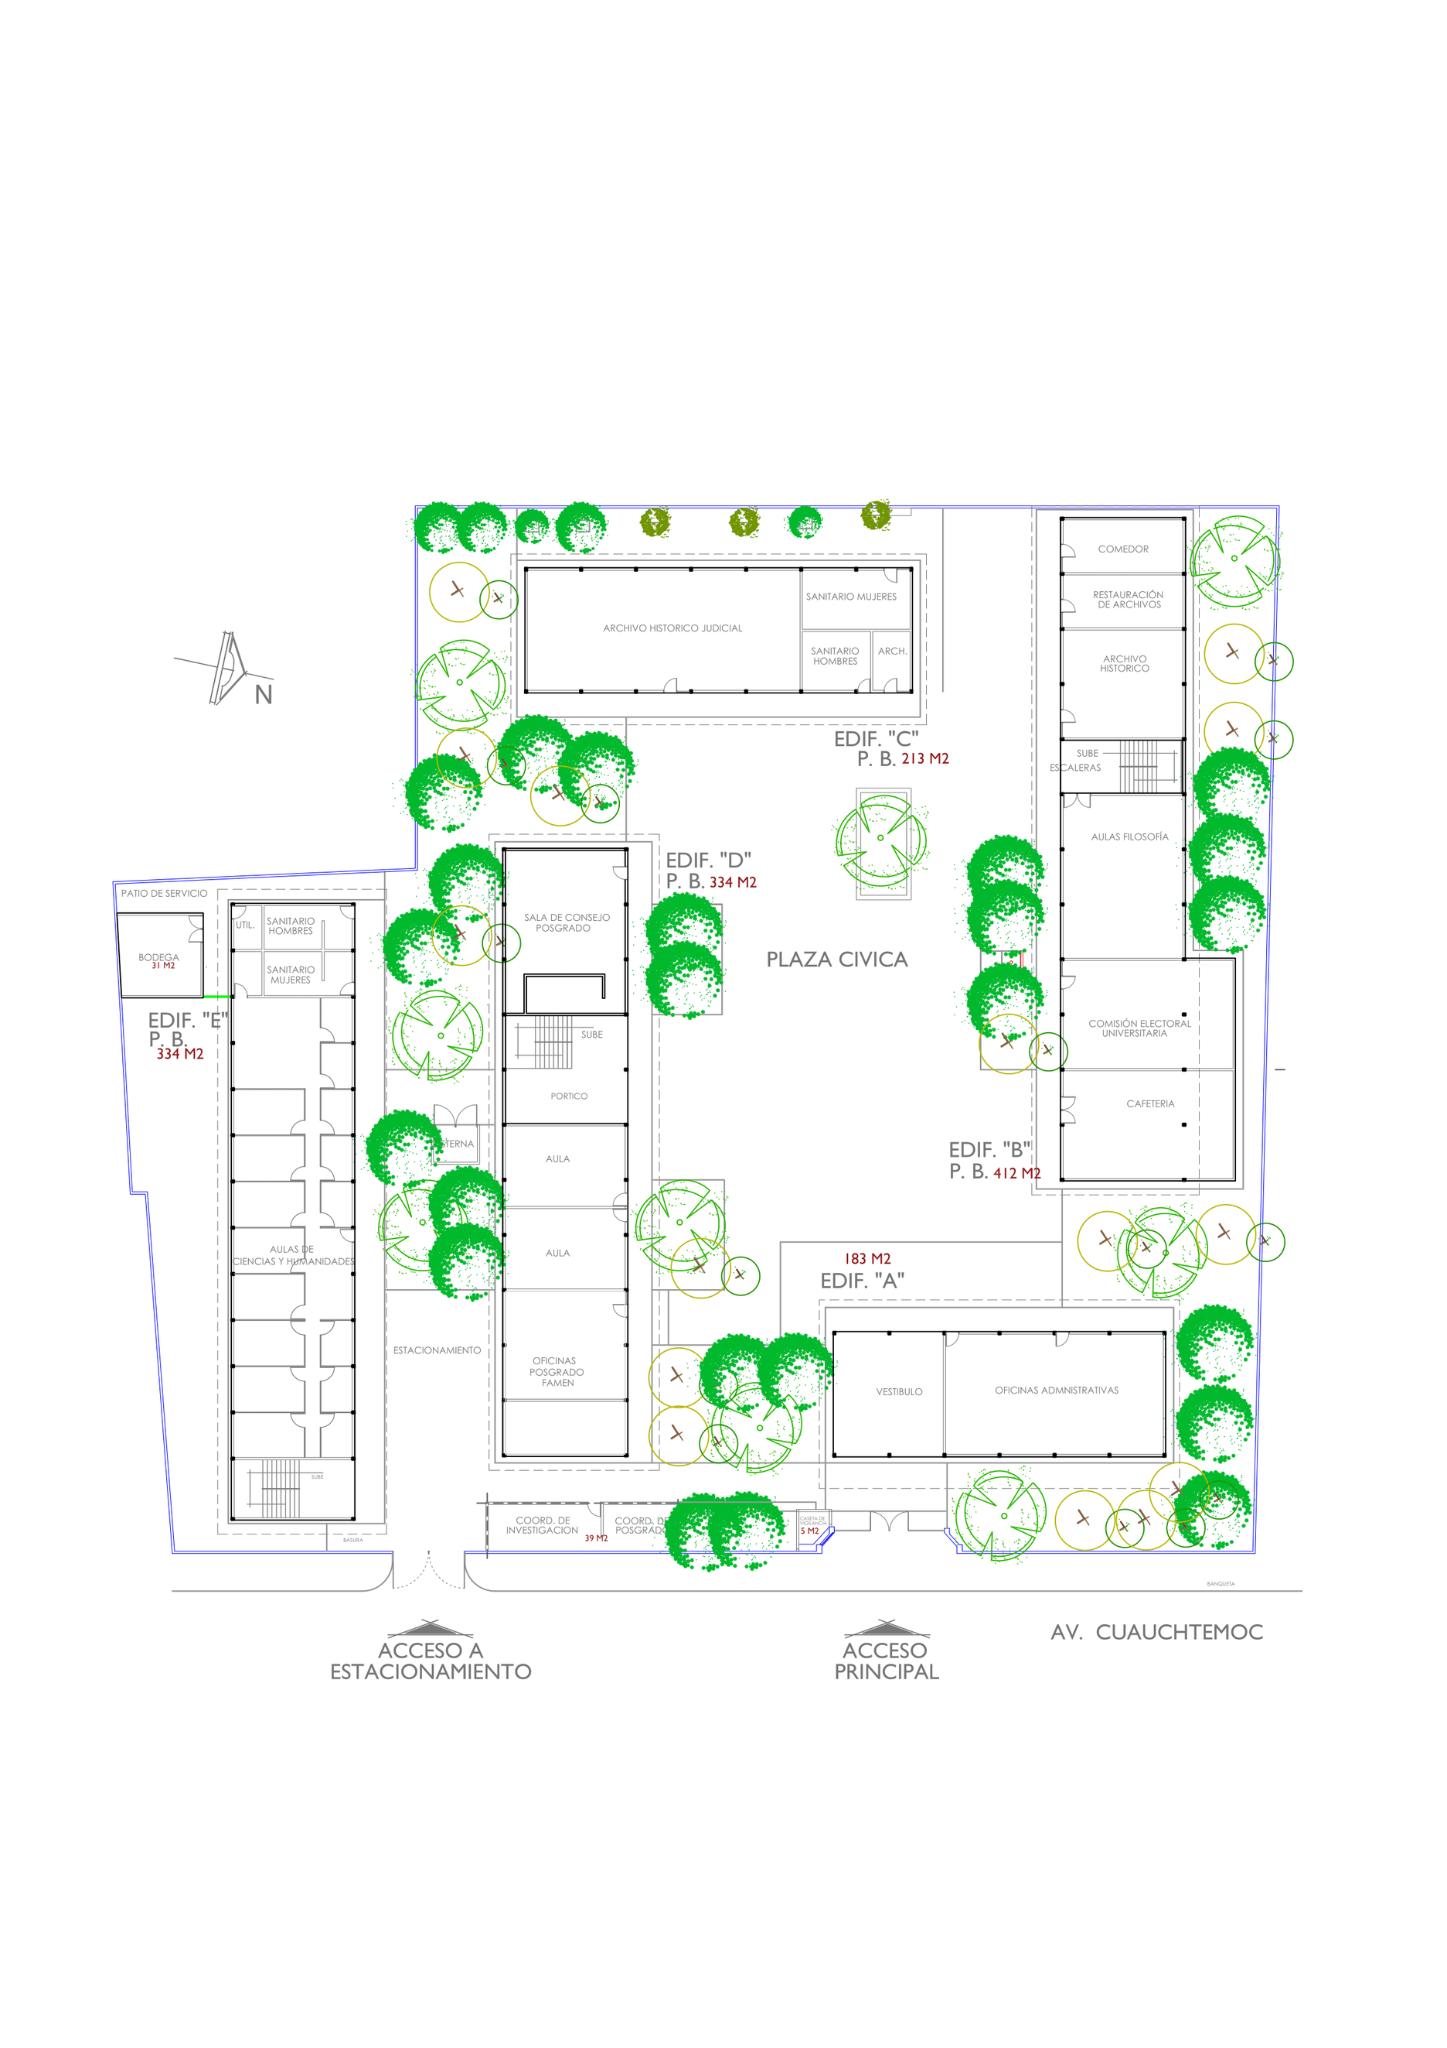 COMEDOR
SANITARIO MUJERES
RESTAURACIÓN
DE ARCHIVOS
ARCHIVO HISTORICO JUDICIAL
SANITARIO
HOMBRES
ARCH.
ARCHIVO
HISTORICO
N
EDIF. "C"
P. B. 213 M2
SUBE
ESCALERAS
AULAS FILOSOFÍA
EDIF. "D"
P. B. 334 M2
PATIO DE SERVICIO
UTIL.
SANITARIO
HOMBRES
SALA DE CONSEJO
POSGRADO
BODEGA
31 M2
PLAZA CIVICA
SANITARIO
MUJERES
EDIF. "E"
P. B.
334 M2
SUBE
COMISIÓN ELECTORAL
UNIVERSITARIA
PORTICO
CAFETERIA
EDIF. "B"
P. B. 412 M2
AULA
AULA
AULAS DE
CIENCIAS Y HUMANIDADES
183 M2
EDIF. "A"
ESTACIONAMIENTO
OFICINAS
POSGRADO
FAMEN
VESTIBULO
OFICINAS ADMNISTRATIVAS
SUBE
COORD. DE
INVESTIGACION
39 M2
COORD. DE
POSGRADO
CASETA DE
VIGILANCIA
5 M2
BASURA
BANQUETA
ACCESO A
ESTACIONAMIENTO
ACCESO
PRINCIPAL
AV. CUAUCHTEMOC